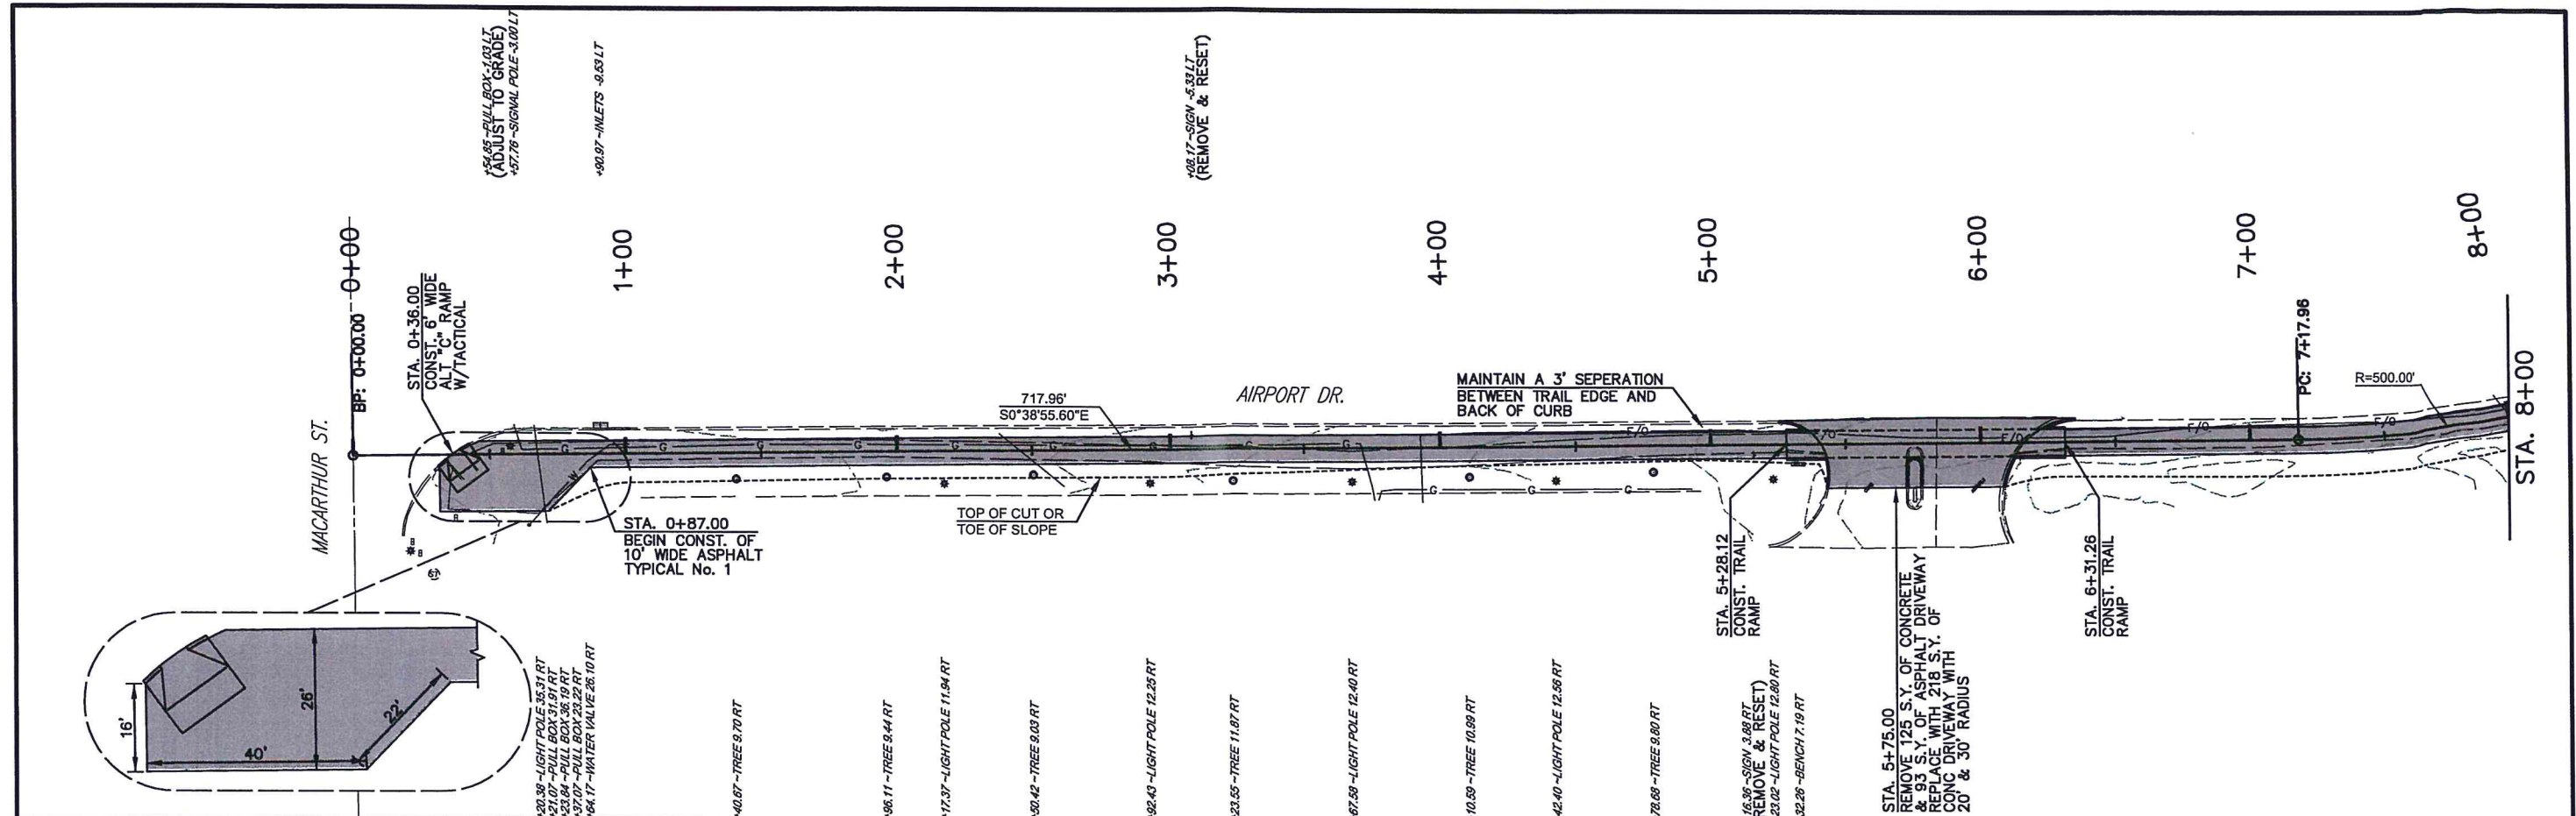 +54.85 ~PULL BOX -1.03 LT
(ADJUST TO GRADE)
+57.76 ~SIGNAL POLE -3.00 LT
+90.97 ~INLETS -9.53 LT
+08.17 ~SIGN -5.33 LT
(REMOVE & RESET)
0+00
1+00
2+00
3+00
4+00
5+00
6+00
7+00
8+00
BP: 0+00.00
STA. 0+36.00
CONST. 6' WIDE
ALT "C" RAMP
W/TACTICAL
MACARTHUR ST.
717.96'
S0°38'55.60"E
AIRPORT DR.
MAINTAIN A 3' SEPERATION
BETWEEN TRAIL EDGE AND
BACK OF CURB
PC: 7+17.96
R=500.00'
STA. 8+00
G G G G G G G G
F/O F/O F/O F/O F/O
W
G G G
STA. 0+87.00
BEGIN CONST. OF
10' WIDE ASPHALT
TYPICAL No. 1
TOP OF CUT OR
TOE OF SLOPE
STA. 5+28.12
CONST. TRAIL
RAMP
STA. 5+75.00
REMOVE 125 S.Y. OF CONCRETE
& 93 S.Y. OF ASPHALT DRIVEWAY
REPLACE WITH 218 S.Y. OF
CONC DRIVEWAY WITH
20' & 30' RADIUS
STA. 6+31.26
CONST. TRAIL
RAMP
16'
26'
40'
22'
+20.38 ~LIGHT POLE 35.31 RT
+21.07 ~PULL BOX 31.91 RT
+23.84 ~PULL BOX 36.19 RT
+37.07 ~PULL BOX 23.22 RT
+64.17 ~WATER VALVE 26.10 RT
+40.67 ~TREE 9.70 RT
+96.11 ~TREE 9.44 RT
+17.37 ~LIGHT POLE 11.94 RT
+50.42 ~TREE 9.03 RT
+92.43 ~LIGHT POLE 12.25 RT
+23.55 ~TREE 11.87 RT
+67.58 ~LIGHT POLE 12.40 RT
+10.59 ~TREE 10.99 RT
+42.40 ~LIGHT POLE 12.56 RT
+78.68 ~TREE 9.80 RT
16.36 ~SIGN 3.88 RT
REMOVE & RESET)
23.02 ~LIGHT POLE 12.80 RT
32.26 ~BENCH 7.19 RT